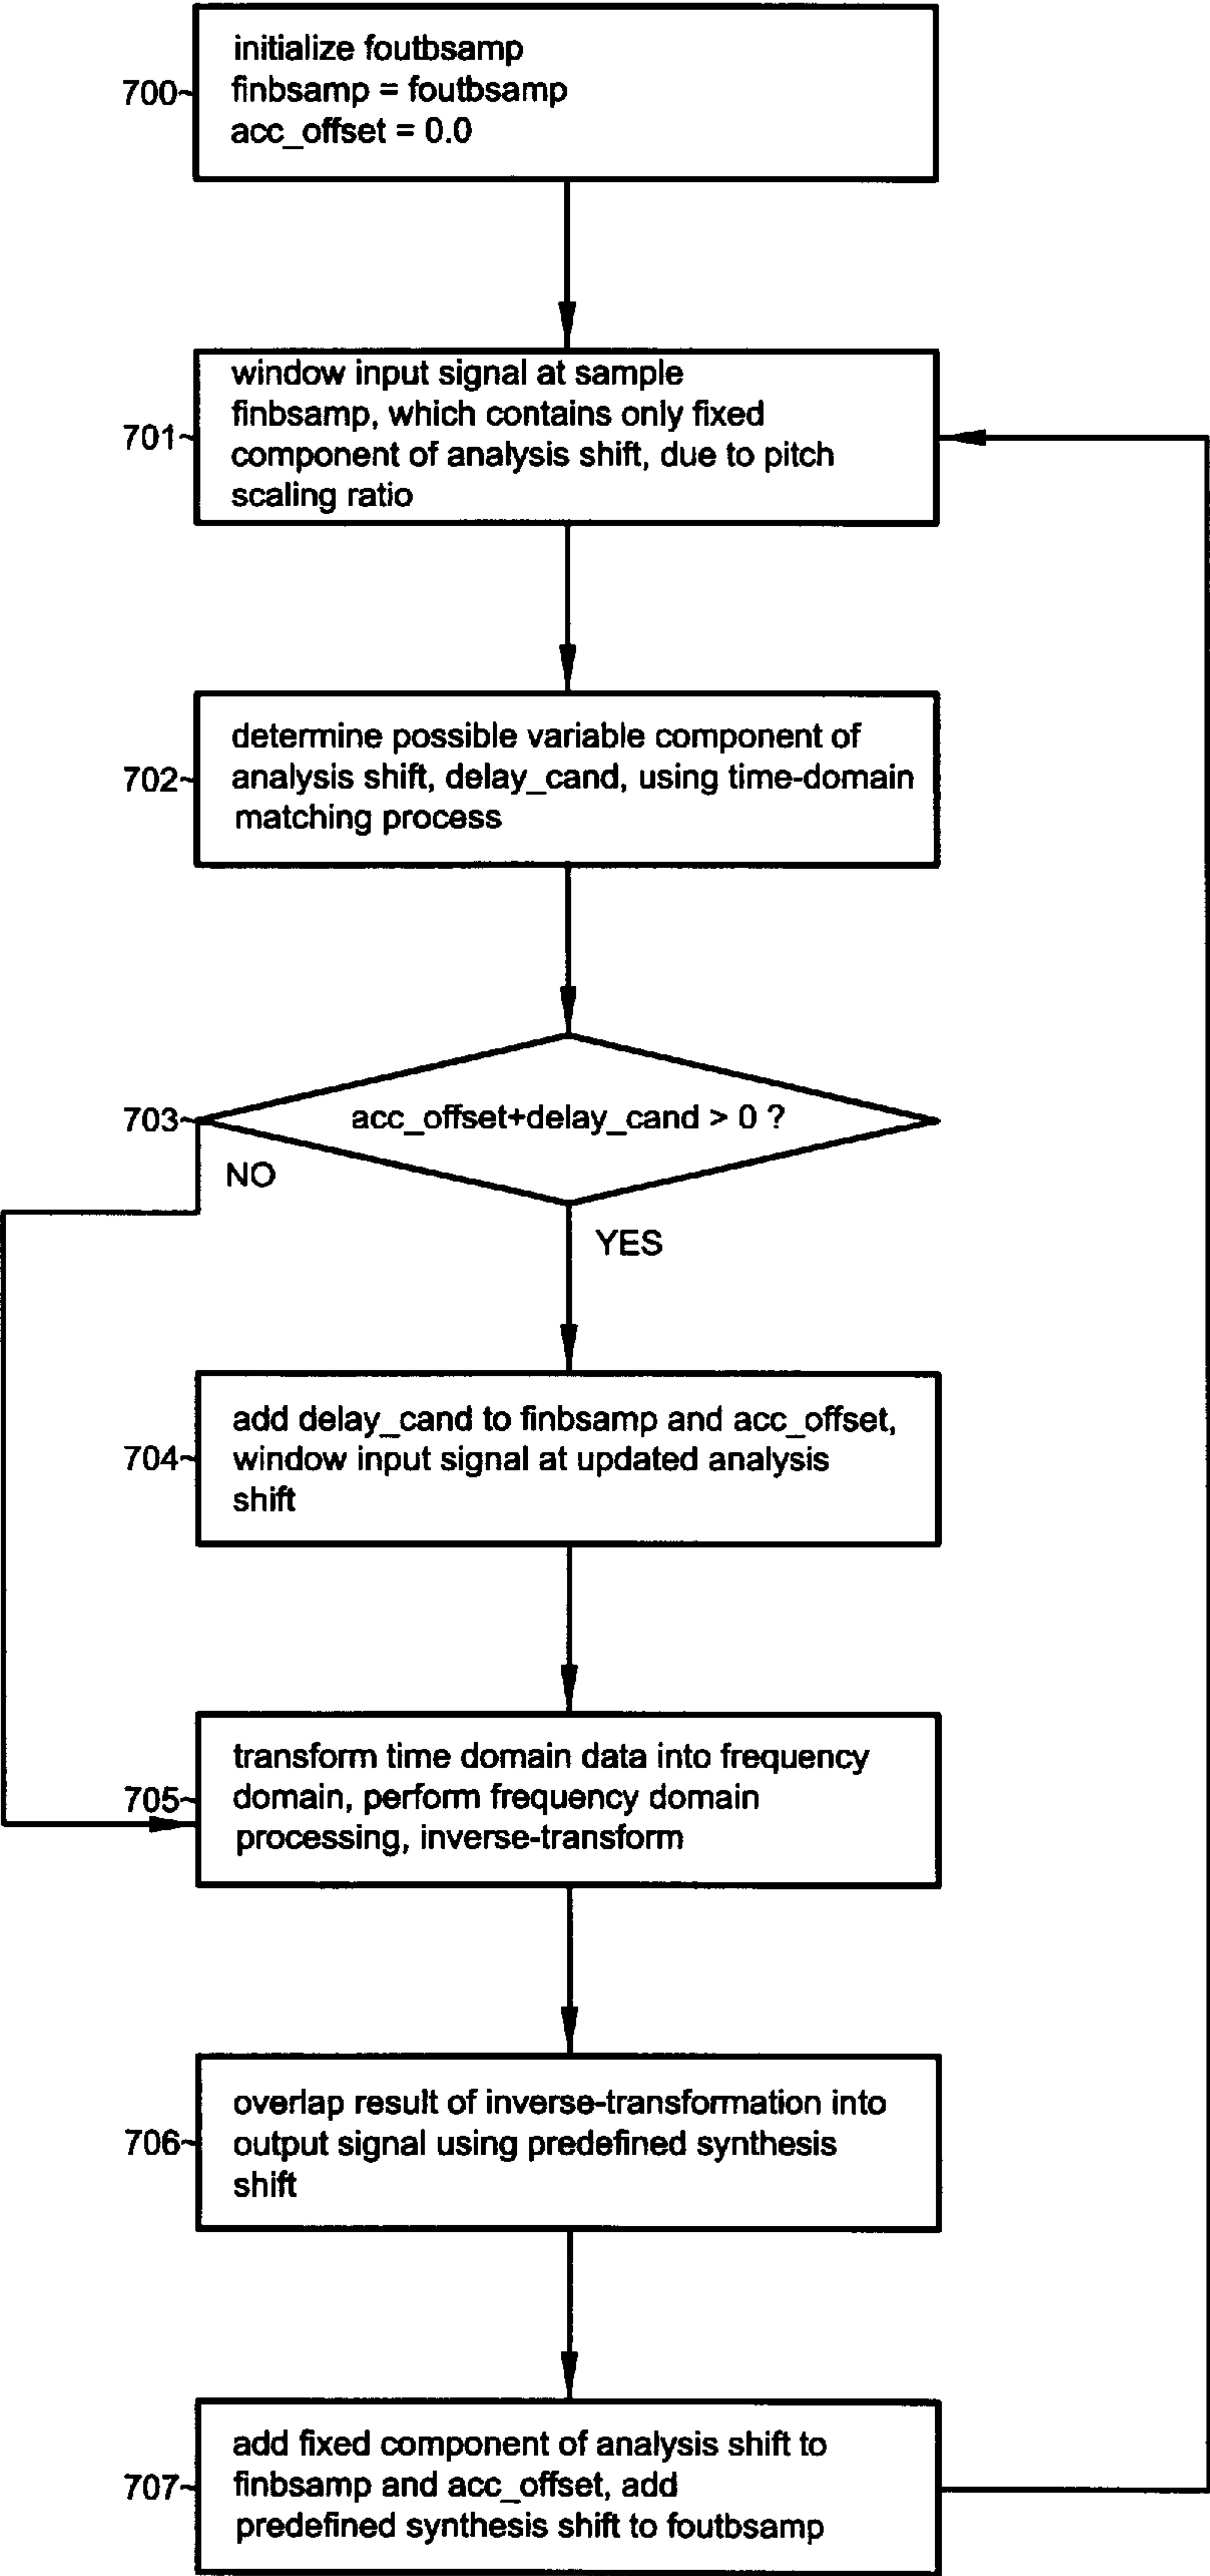 initialize foutbsamp
700 finbsamp = foutbsamp
acc_offset = 0.0
window input signal at sample
finbsamp, which contains only fixed
701 component of analysis shift, due to pitch
scaling ratio
determine possible variable component of
702 analysis shift, delay_cand, using time-domain
matching process
703 acc_offset+delay_cand > 0 ?
NO
YES
add delay_cand to finbsamp and acc_offset,
704 window input signal at updated analysis
shift
transform time domain data into frequency
705 domain, perform frequency domain
processing, inverse-transform
overlap result of inverse-transformation into
706 output signal using predefined synthesis
shift
add fixed component of analysis shift to
707 finbsamp and acc_offset, add
predefined synthesis shift to foutbsamp